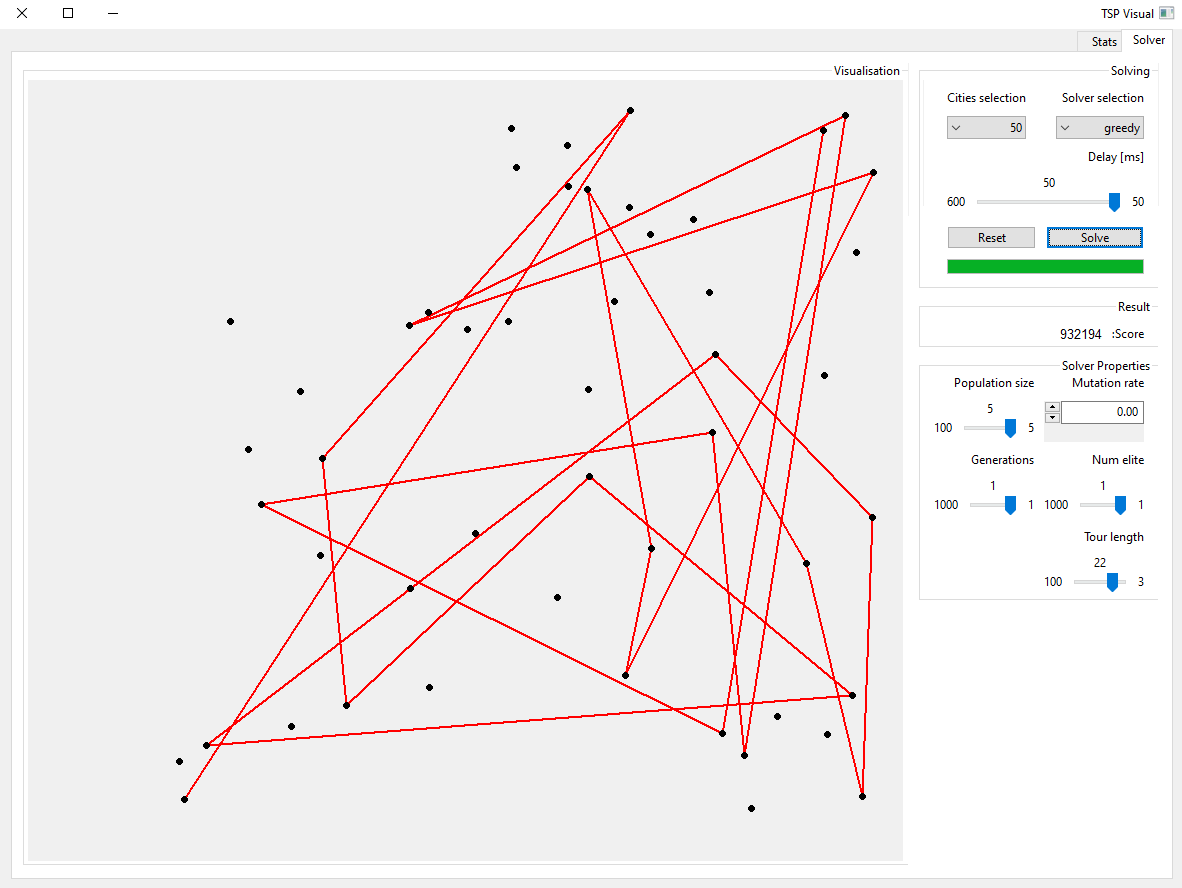 TSP Visual
Stats Solver
Visualisation
Solving
Cities selection Solver selection
50 greedy
Delay [ms]
50
600 50
Reset Solve
Result
932194 :Score
Solver Properties
Population size Mutation rate
5 0.00
100 5
Generations Num elite
1 1
1000 1 1000 1
Tour length
22
100 3